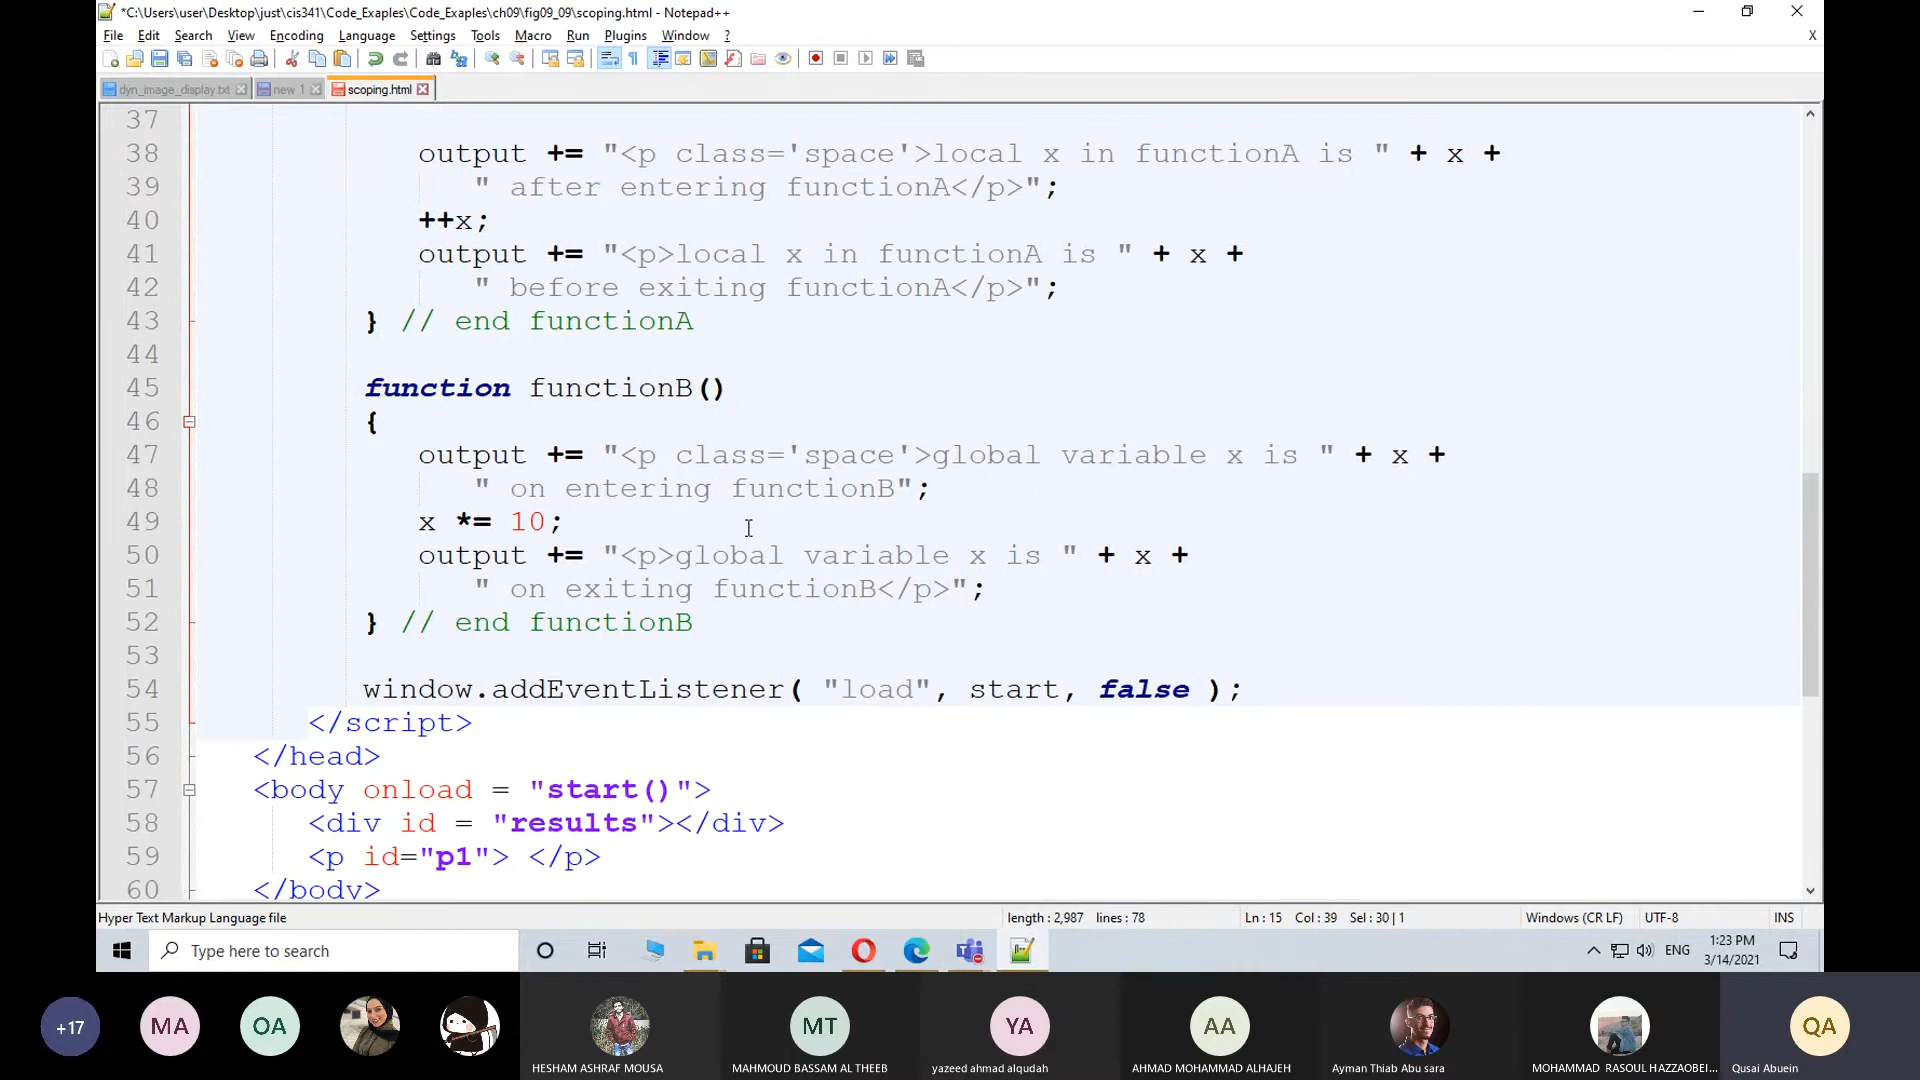 *C:\Users\user\Desktop\just\cis341\Code_Exaples\Code_Exaples\ch09\fig09_09\scoping.html - Notepad++
File Edit Search View Encoding Language Settings Tools Macro Run Plugins Window ? X
dyn_image_display.txt new 1 scoping.html
37
38 output += "<p class='space'>local x in functionA is " + x +
39 " after entering functionA</p>";
40 ++x;
41 output += "<p>local x in functionA is " + x +
42 " before exiting functionA</p>";
43 } // end functionA
44
45 function functionB()
46 {
47 output += "<p class='space'>global variable x is " + x +
48 " on entering functionB";
49 x *= 10;
50 output += "<p>global variable x is " + x +
51 " on exiting functionB</p>";
52 } // end functionB
53
54 window.addEventListener( "load", start, false );
55 </script>
56 </head>
57 <body onload = "start()">
58 <div id = "results"></div>
59 <p id="p1"> </p>
60 </body>
Hyper Text Markup Language file length : 2,987 lines : 78 Ln : 15 Col : 39 Sel : 30 | 1 Windows (CR LF) UTF-8 INS
Type here to search ENG 1:23 PM
3/14/2021
+17 MA OA MT YA AA QA
HESHAM ASHRAF MOUSA MAHMOUD BASSAM AL THEEB yazeed ahmad alqudah AHMAD MOHAMMAD ALHAJEH Ayman Thiab Abu sara MOHAMMAD RASOUL HAZZAOBEI... Qusai Abuein